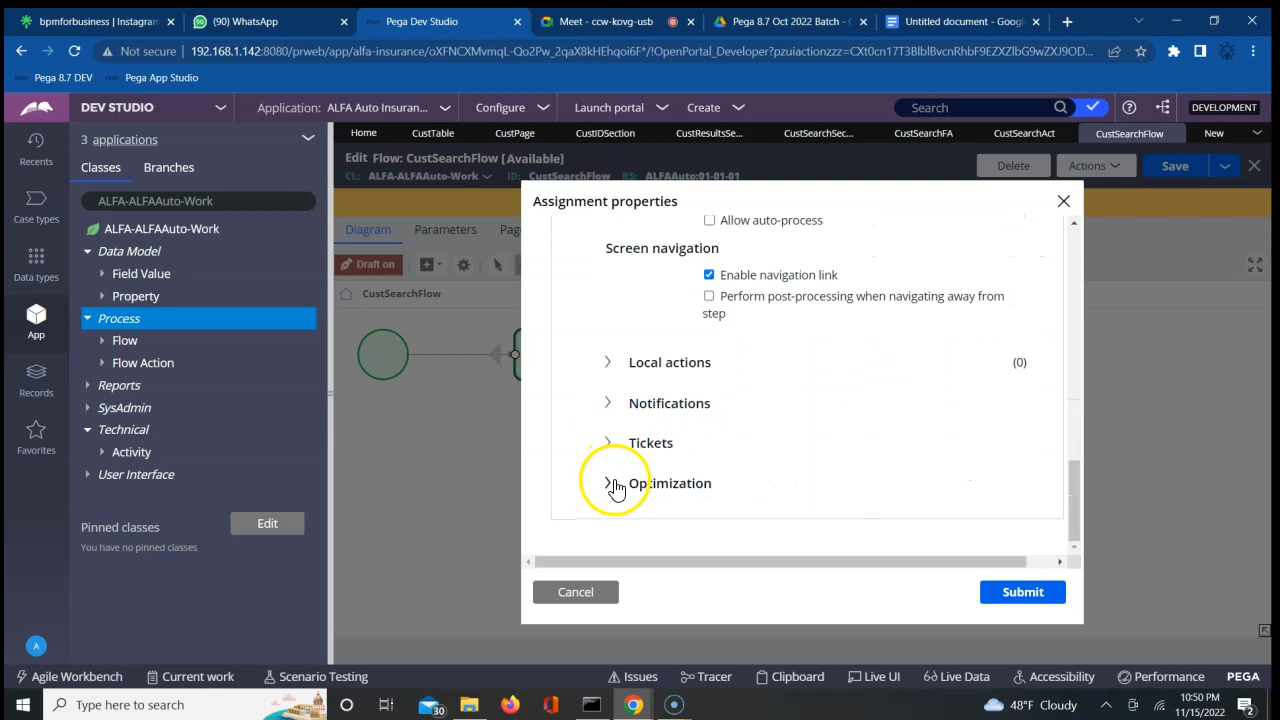 bpmforbusiness | Instagram
(90) WhatsApp
Pega Dev Studio
Meet - ccw-kovg-usb
Pega 8.7 Oct 2022 Batch -
Untitled document - Google
Not secure | 192.168.1.142:8080/prweb/app/alfa-insurance/
Pega 8.7 DEV
Pega App Studio
DEV STUDIO
Application: ALFA Auto Insuran...
Configure
Launch portal
Create
Search
DEVELOPMENT
Recents
Case types
Data types
App
Records
Favorites
3 applications
Classes
Branches
ALFA-ALFAAuto-Work
ALFA-ALFAAuto-Work
Data Model
Field Value
Property
Process
Flow
Flow Action
Reports
SysAdmin
Technical
Activity
User Interface
Pinned classes
Edit
You have no pinned classes
Home
CustTable
CustPage
CustIDSection
CustResultsSe...
CustSearchSec...
CustSearchFA
CustSearchAct
CustSearchFlow
New
Edit Flow: CustSearchFlow [Available]
CL: ALFA-ALFAAuto-Work
ID: CustSearchFlow
RS: ALFAAuto:01-01-01
Delete
Actions
Save
Diagram
Parameters
Draft on
CustSearchFlow
Assignment properties
Allow auto-process
Screen navigation
Enable navigation link
Perform post-processing when navigating away from
step
Local actions
(0)
Notifications
Tickets
Optimization
Cancel
Submit
A
Agile Workbench
Current work
Scenario Testing
Issues
Tracer
Clipboard
Live UI
Live Data
Accessibility
Performance
PEGA
Type here to search
30
48°F Cloudy
10:50 PM
11/15/2022
2